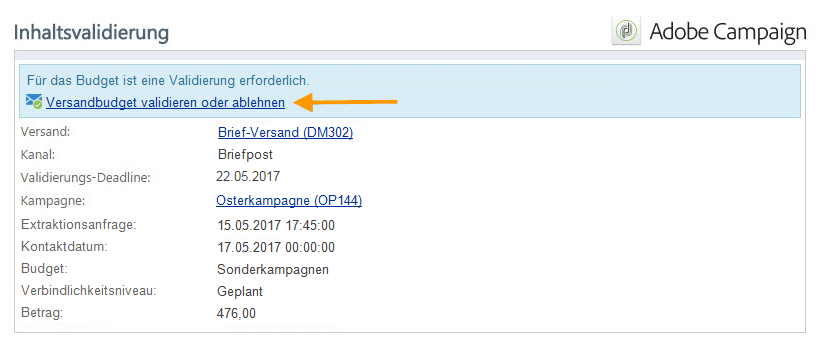 Inhaltsvalidierung
Adobe Campaign
Für das Budget ist eine Validierung erforderlich.
Versandbudget validieren oder ablehnen
Versand: Brief-Versand (DM302)
Kanal: Briefpost
Validierungs-Deadline: 22.05.2017
Kampagne: Osterkampagne (OP144)
Extraktionsanfrage: 15.05.2017 17:45:00
Kontaktdatum: 17.05.2017 00:00:00
Budget: Sonderkampagnen
Verbindlichkeitsniveau: Geplant
Betrag: 476,00